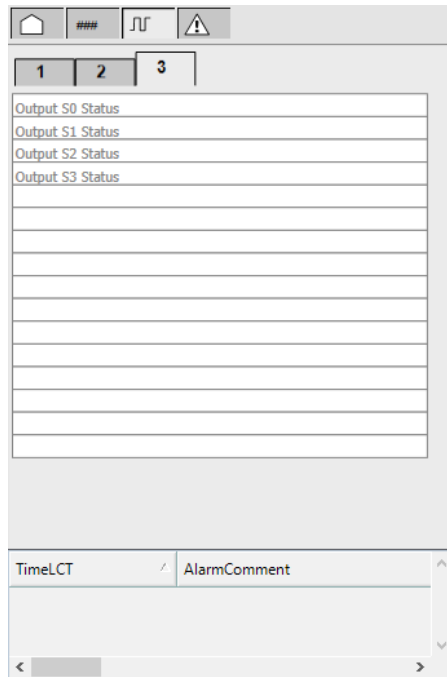 ###
1 2 3
Output S0 Status
Output S1 Status
Output S2 Status
Output S3 Status
TimeLCT AlarmComment